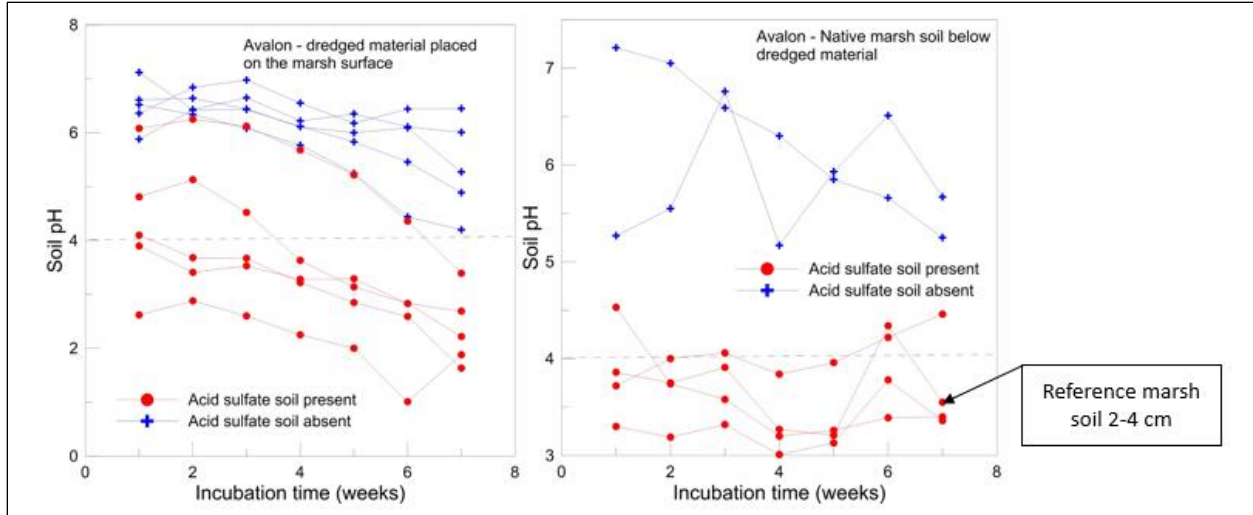 Avalon - dredged material placed
on the marsh surface
8
6
4
2
0
Soil pH
Acid sulfate soil present
Acid sulfate soil absent
0 2 4 6 8
Incubation time (weeks)
Avalon - Native marsh soil below
dredged material
7
6
5
4
3
Soil pH
Acid sulfate soil present
Acid sulfate soil absent
0 2 4 6 8
Incubation time (weeks)
Reference marsh
soil 2-4 cm